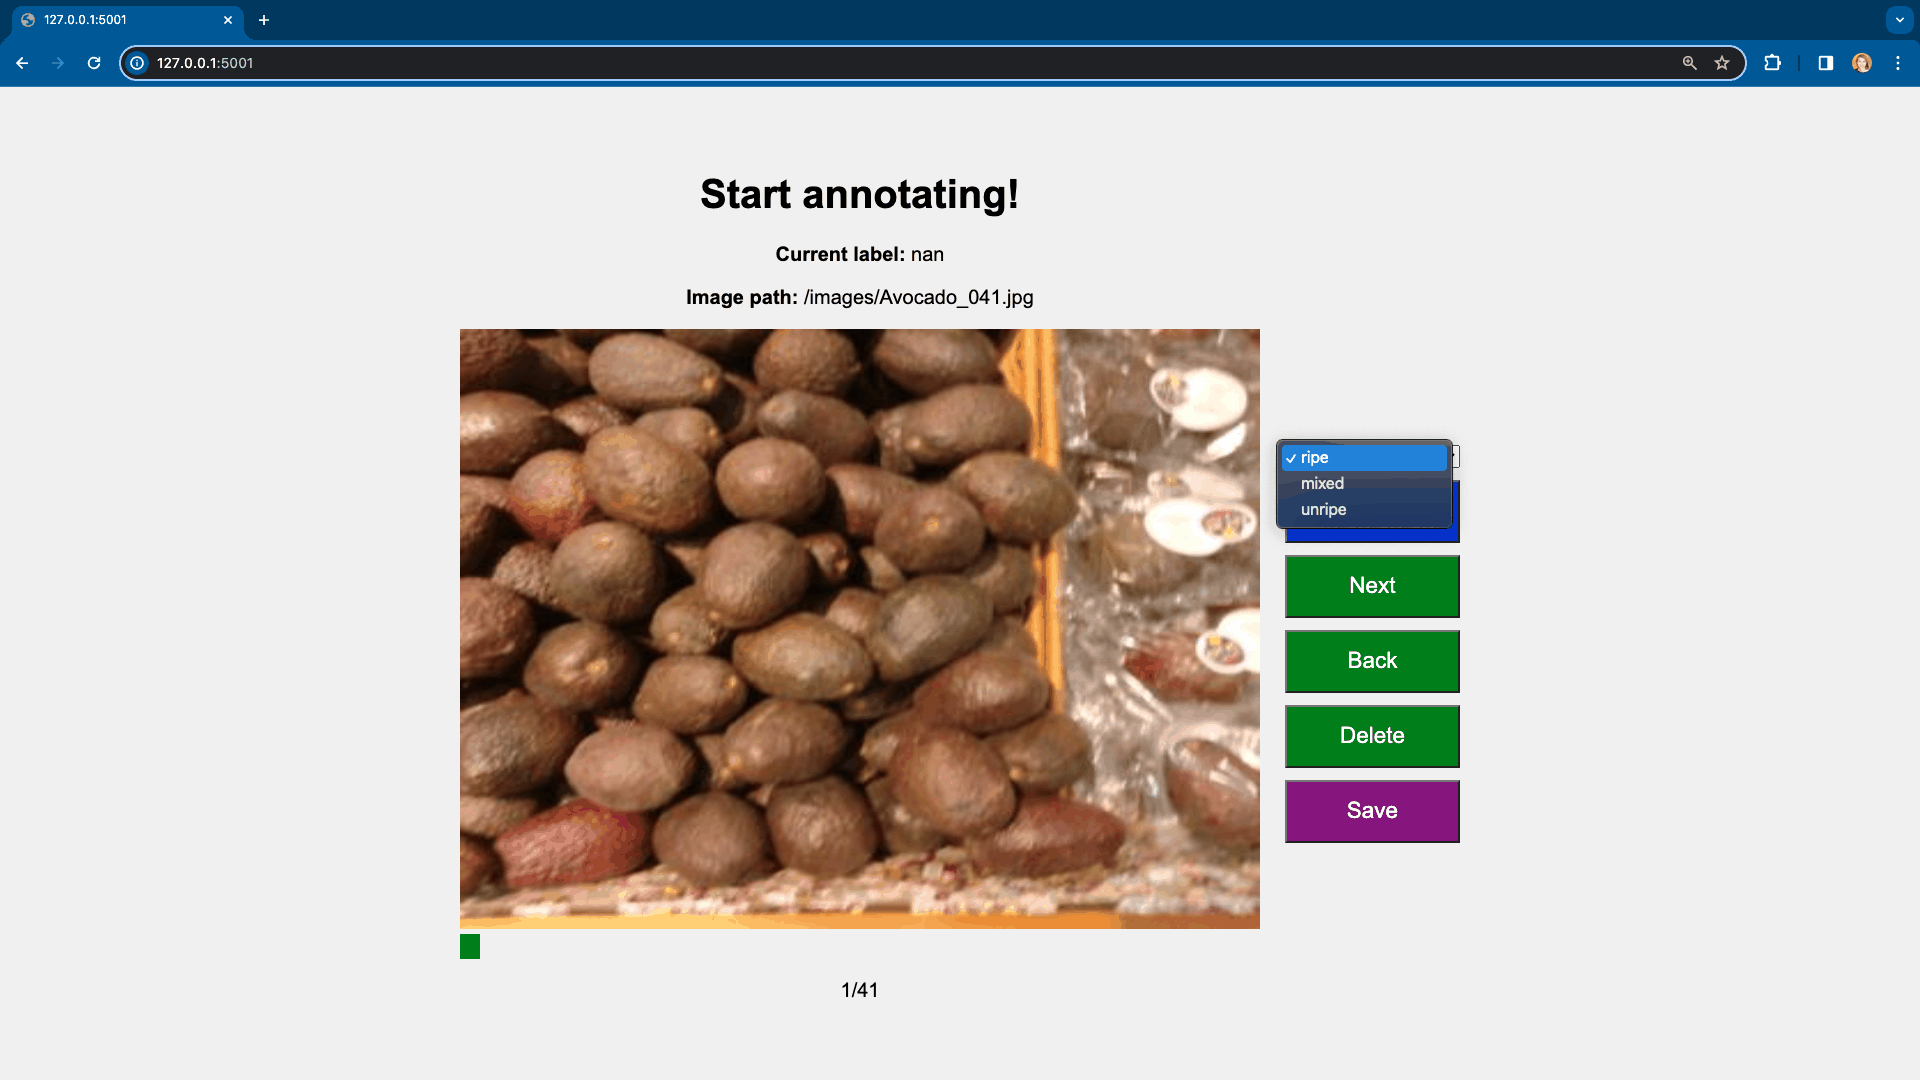 127.0.0.1:5001
127.0.0.1:5001
Start annotating!
Current label: nan
Image path: /images/Avocado_041.jpg
✓ ripe
mixed
unripe
Next
Back
Delete
Save
1/41